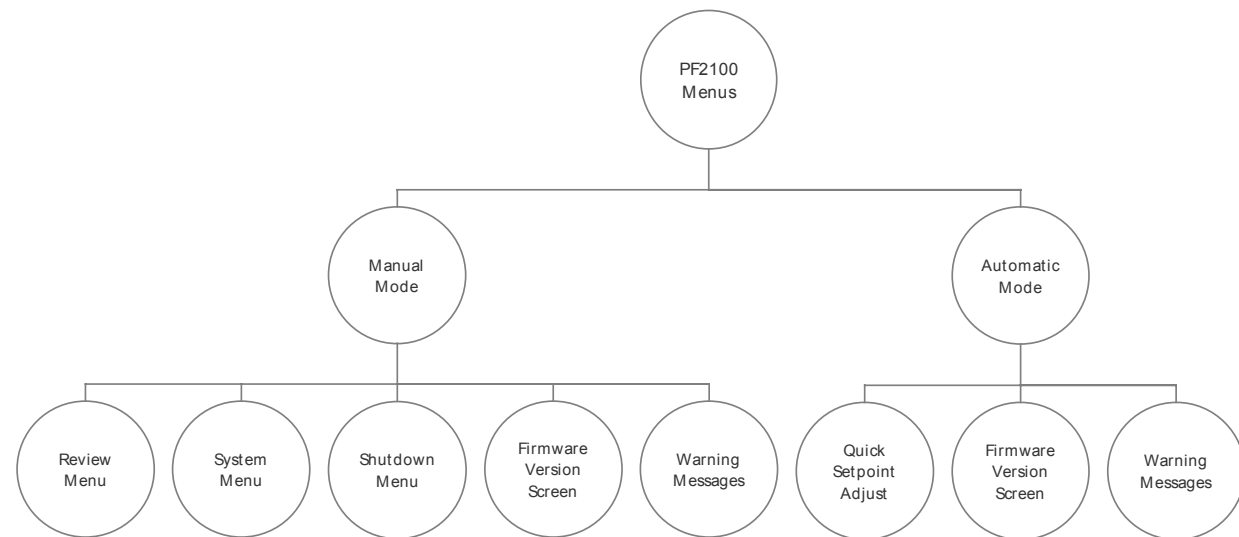 PF2100
Menus
Manual
Mode
Automatic
Mode
Review
Menu
System
Menu
Shutdown
Menu
Firmware
Version
Screen
Warning
Messages
Quick
Setpoint
Adjust
Firmware
Version
Screen
Warning
Messages